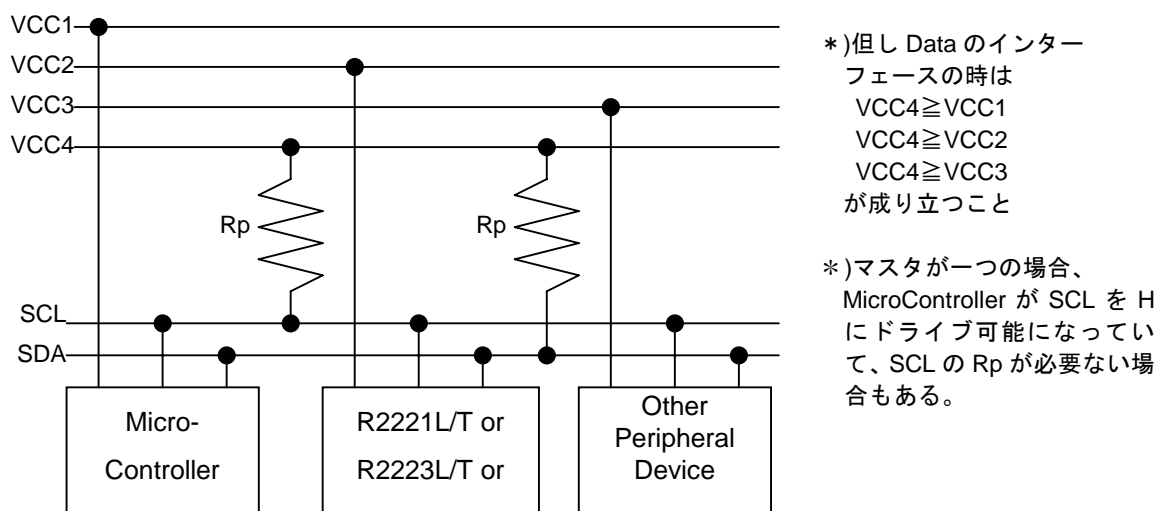 VCC1
VCC2
VCC3
VCC4
Rp
Rp
SCL
SDA
Micro-
Controller
R2221L/T or
R2223L/T or
Other
Peripheral
Device
*)但し Data のインター
フェースの時は
VCC4≧VCC1
VCC4≧VCC2
VCC4≧VCC3
が成り立つこと
*)マスタが一つの場合、
MicroController が SCL を H
にドライブ可能になってい
て、SCL の Rp が必要ない場
合もある。